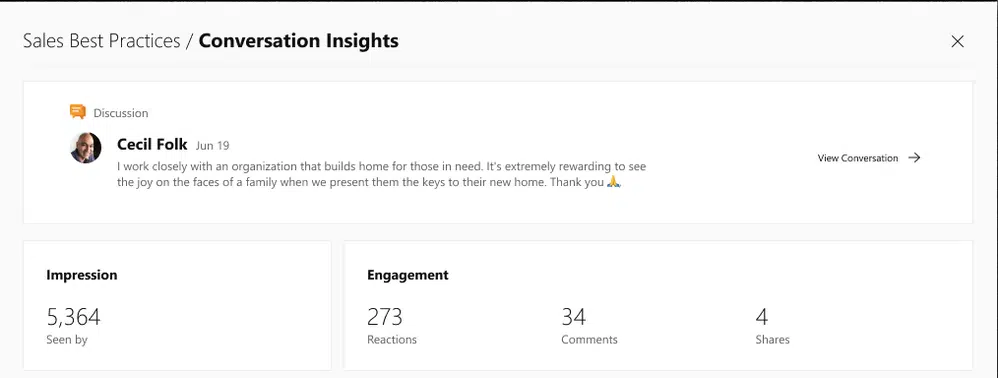 Sales Best Practices / Conversation Insights
Discussion
Cecil Folk Jun 19
I work closely with an organization that builds home for those in need. It's extremely rewarding to see
the joy on the faces of a family when we present them the keys to their new home. Thank you 🙏
View Conversation →
Impression
5,364
Seen by
Engagement
273
Reactions
34
Comments
4
Shares